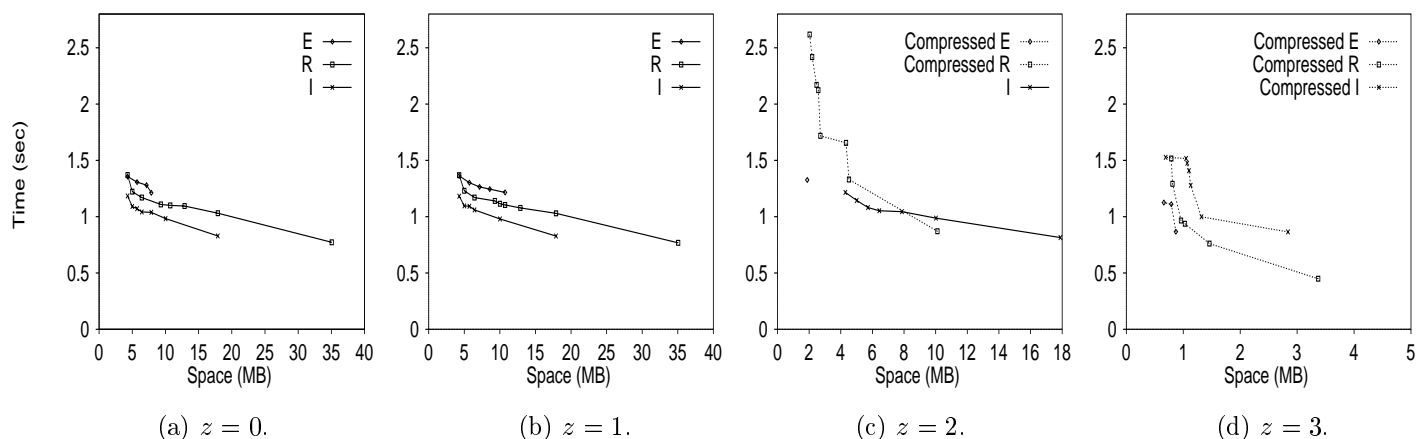 Time (sec)
2.5
2
1.5
1
0.5
0
0 5 10 15 20 25 30 35 40
Space (MB)
E
R
I
(a) z = 0.
2.5
2
1.5
1
0.5
0
0 5 10 15 20 25 30 35 40
Space (MB)
E
R
I
(b) z = 1.
2.5
2
1.5
1
0.5
0
0 2 4 6 8 10 12 14 16 18
Space (MB)
Compressed E
Compressed R
I
(c) z = 2.
2.5
2
1.5
1
0.5
0
0 1 2 3 4 5
Space (MB)
Compressed E
Compressed R
Compressed I
(d) z = 3.